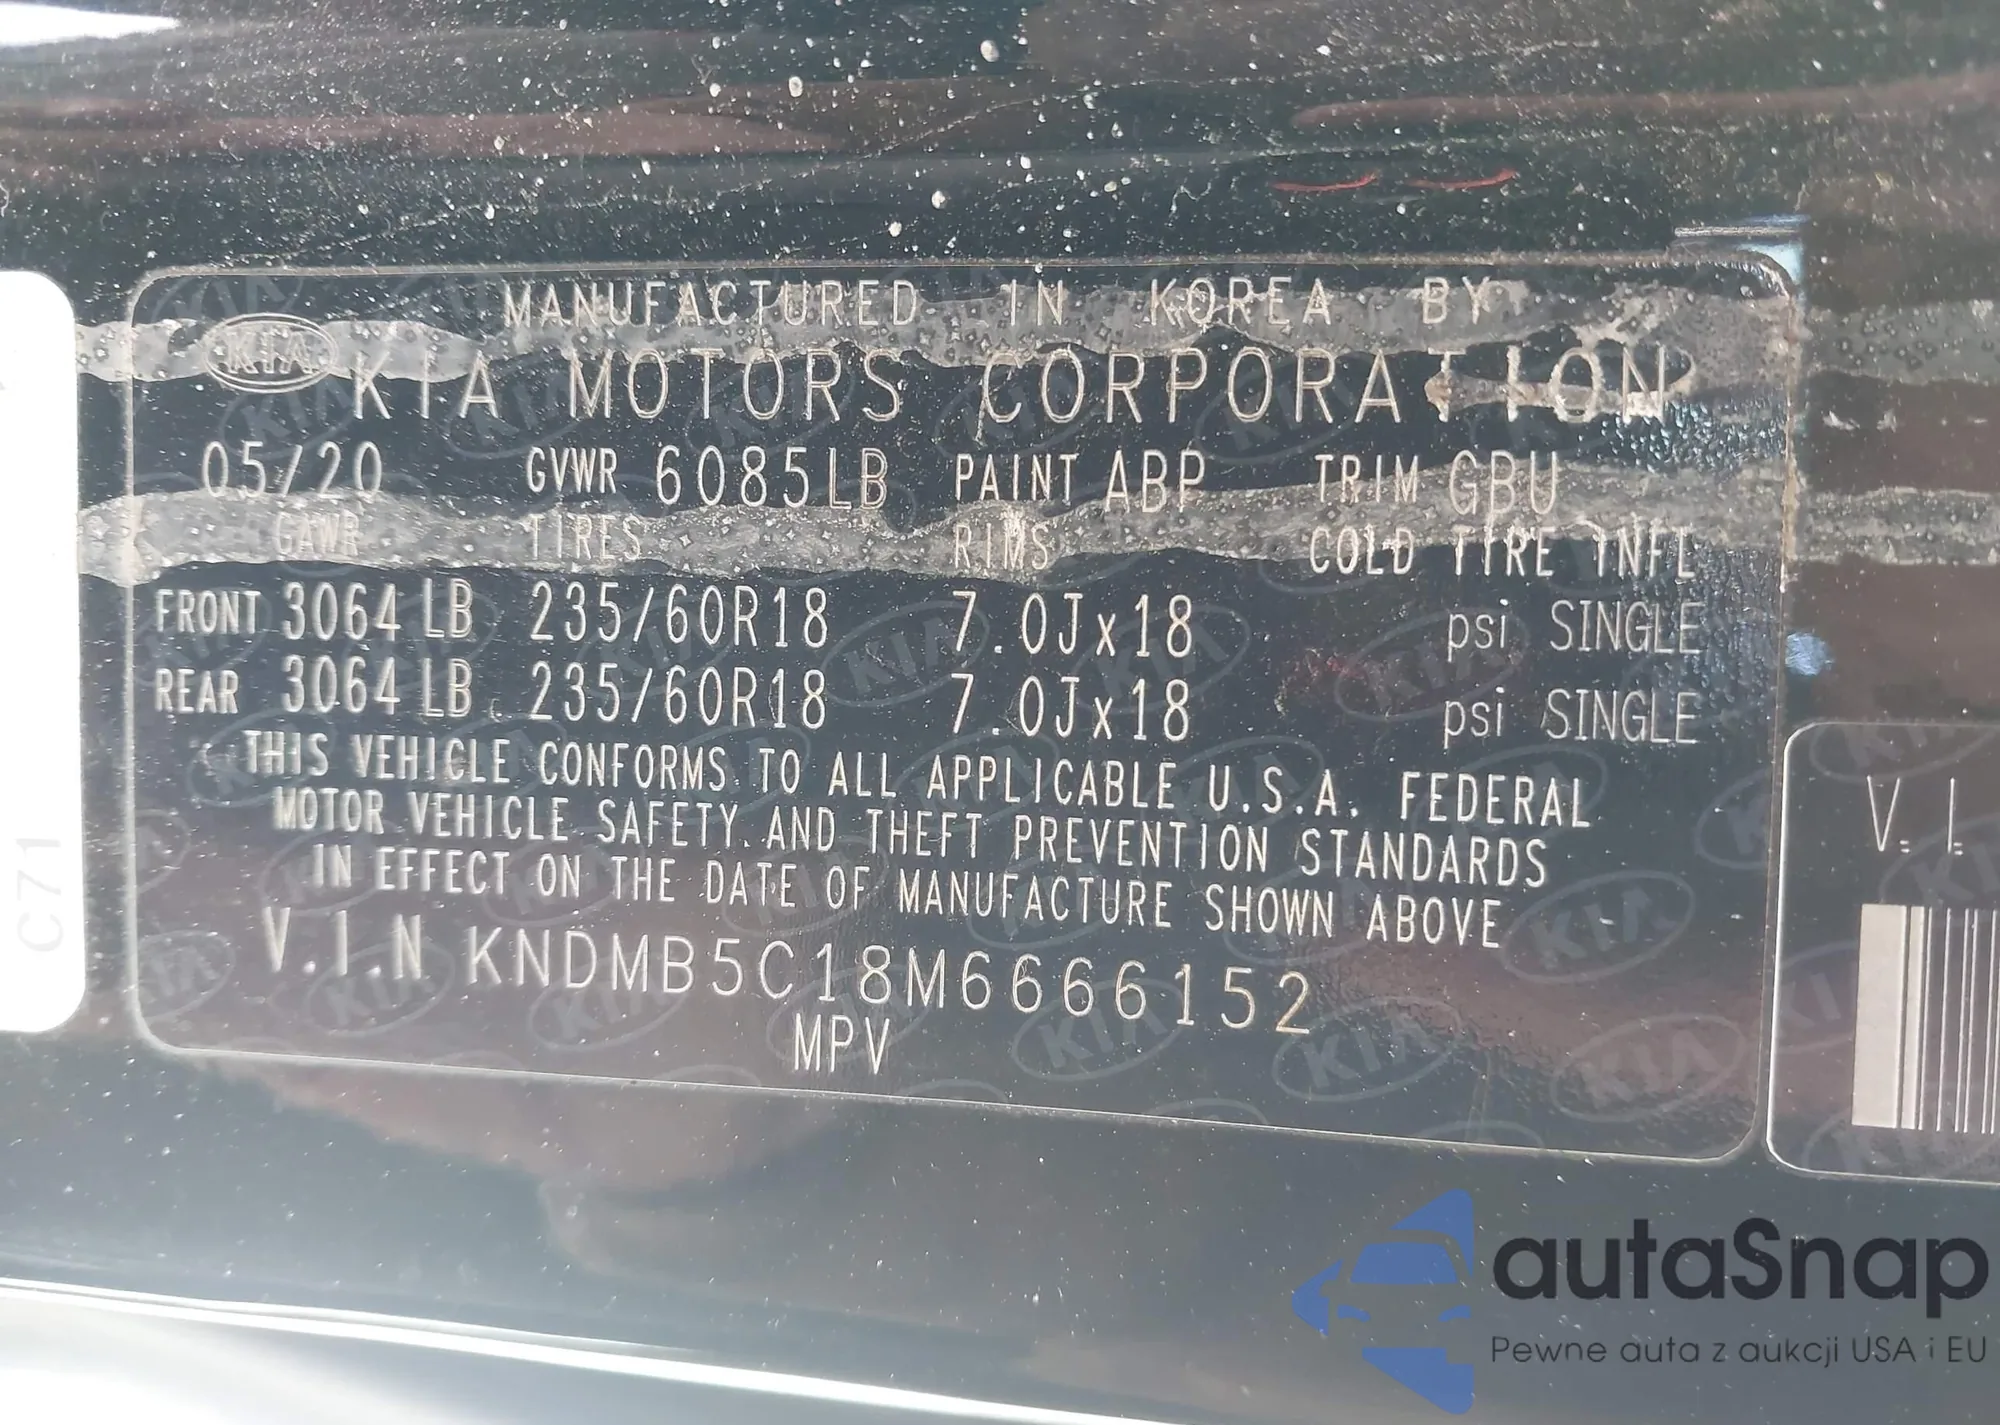 MANUFACTURED IN KOREA BY
KIA KIA MOTORS CORPORATION
05/20 GVWR 6085LB PAINT ABP TRIM GBU
GAWR TIRES RIMS COLD TIRE INFL
FRONT 3064 LB 235/60R18 7.0Jx18 psi SINGLE
REAR 3064 LB 235/60R18 7.0Jx18 psi SINGLE
THIS VEHICLE CONFORMS TO ALL APPLICABLE U.S.A. FEDERAL
MOTOR VEHICLE SAFETY AND THEFT PREVENTION STANDARDS
IN EFFECT ON THE DATE OF MANUFACTURE SHOWN ABOVE
V.I.N KNDMB5C18M6666152
MPV
V.I.
C71
autaSnap
Pewne auta z aukcji USA i EU